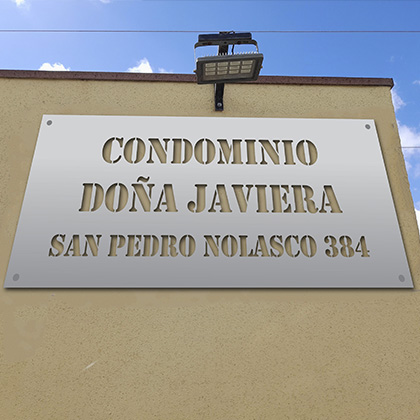 CONDOMINIO
DOÑA JAVIERA
SAN PEDRO NOLASCO 384